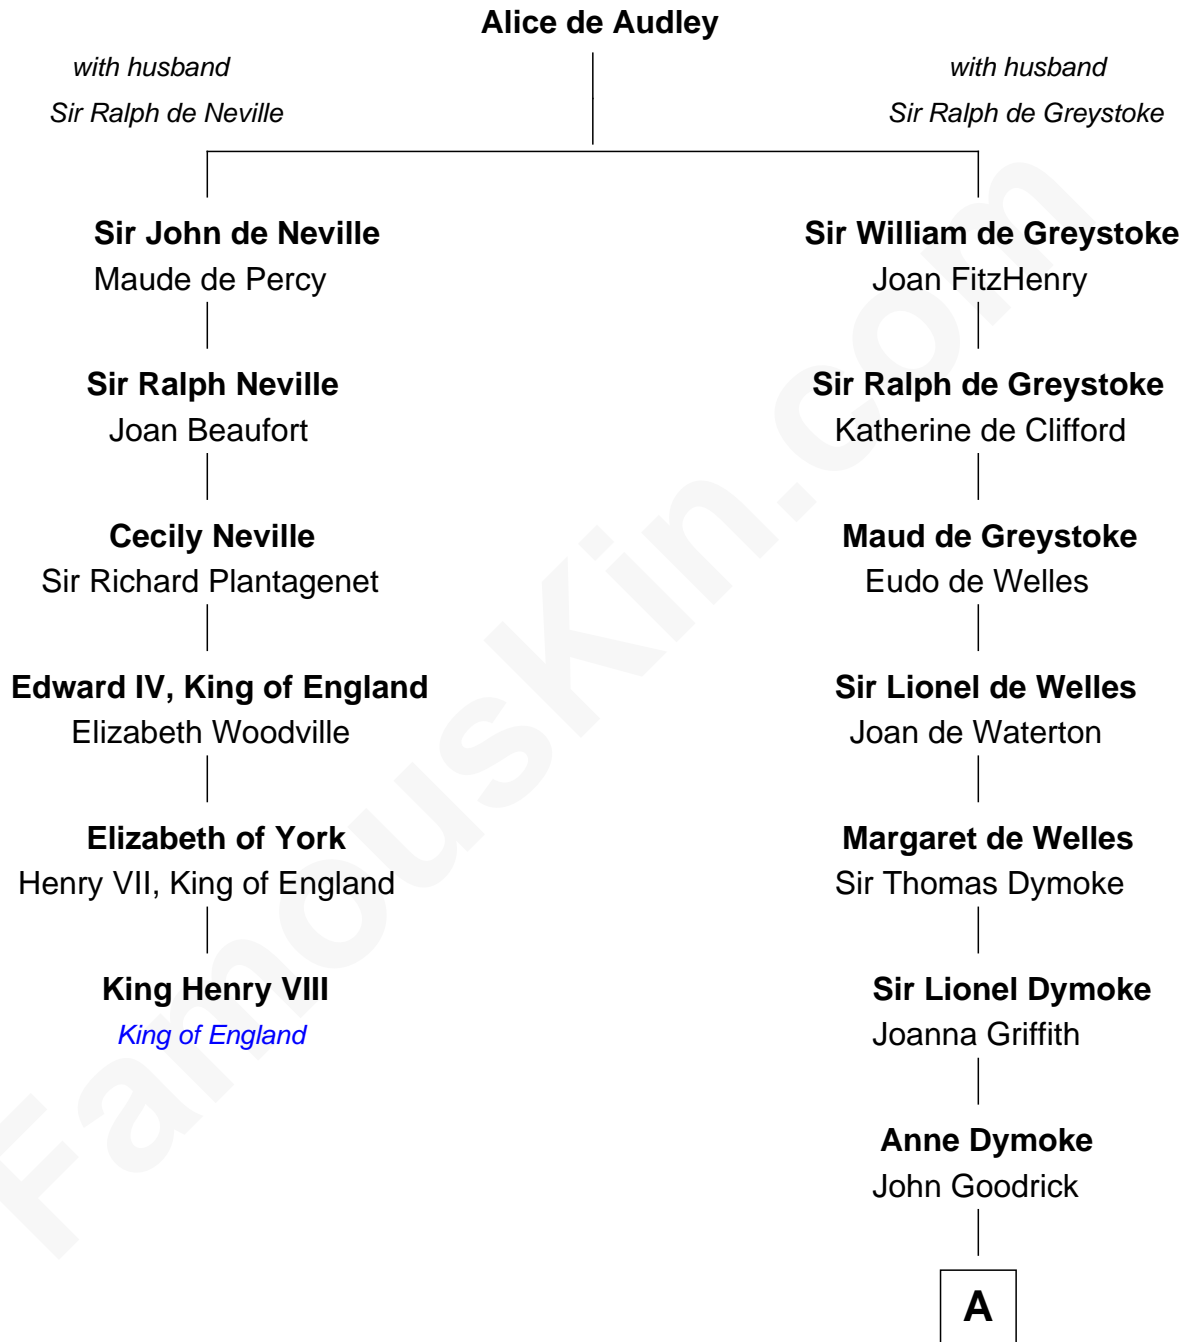 Alice de Audley
with husband
Sir Ralph de Neville
with husband
Sir Ralph de Greystoke
Sir John de Neville
Maude de Percy
Sir William de Greystoke
Joan FitzHenry
Sir Ralph Neville
Joan Beaufort
Sir Ralph de Greystoke
Katherine de Clifford
Cecily Neville
Sir Richard Plantagenet
Maud de Greystoke
Eudo de Welles
Edward IV, King of England
Elizabeth Woodville
Sir Lionel de Welles
Joan de Waterton
Elizabeth of York
Henry VII, King of England
Margaret de Welles
Sir Thomas Dymoke
King Henry VIII
King of England
Sir Lionel Dymoke
Joanna Griffith
Anne Dymoke
John Goodrick
A
FamousKin.com